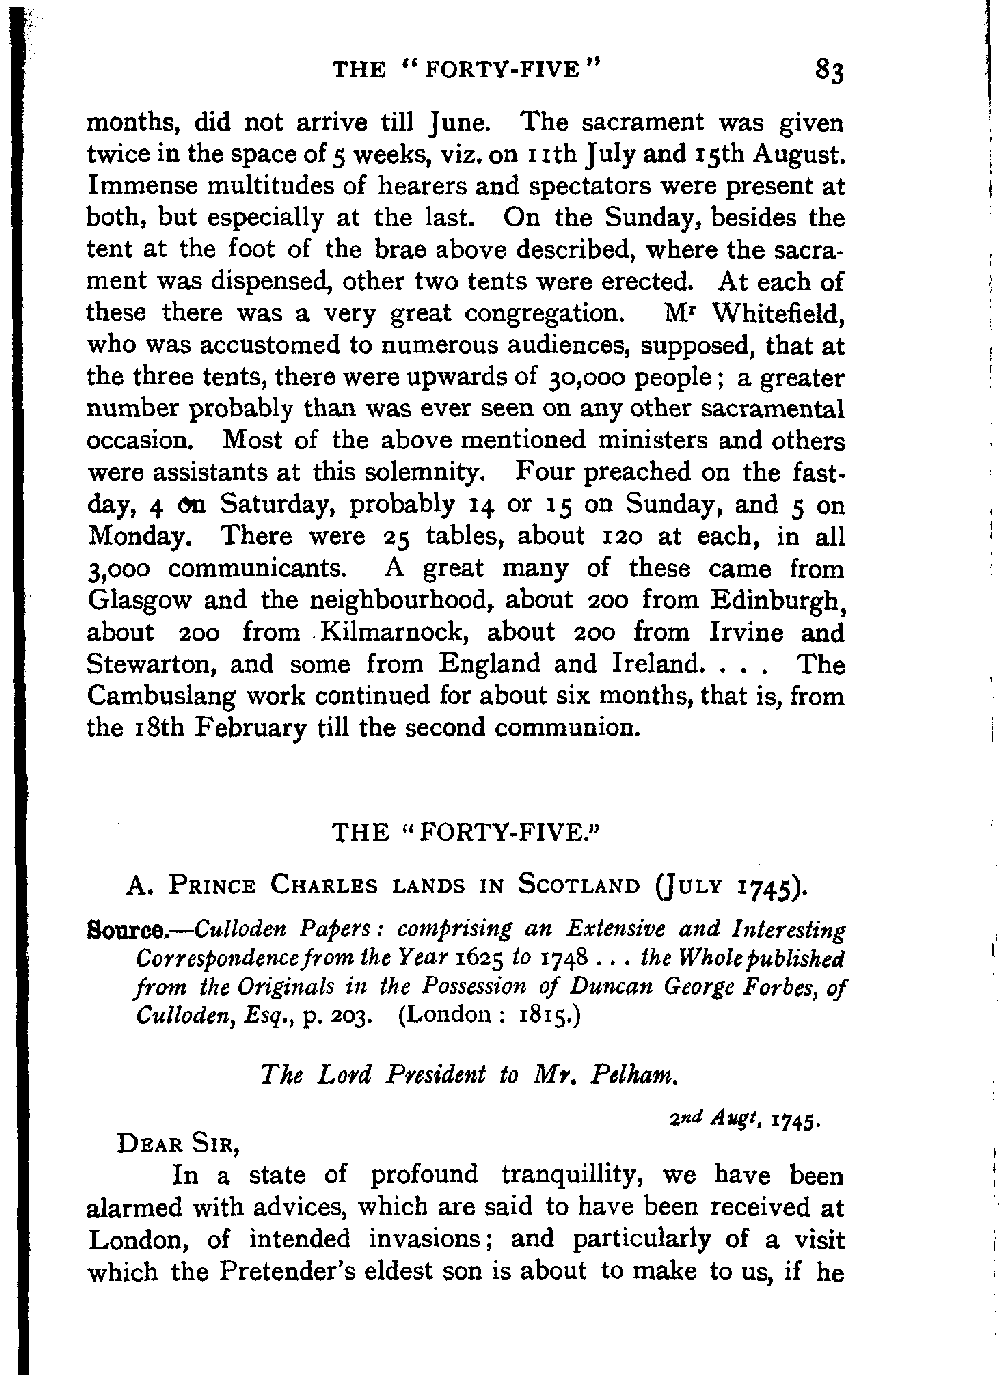 THE “ FORTY-FIVE ” 83
months, did not arrive till June. The sacrament was given
twice in the space of 5 weeks, viz. on 11th July and 15th August.
Immense multitudes of hearers and spectators were present at
both, but especially at the last. On the Sunday, besides the
tent at the foot of the brae above described, where the sacra-
ment was dispensed, other two tents were erected. At each of
these there was a very great congregation. Mr Whitefield,
who was accustomed to numerous audiences, supposed, that at
the three tents, there were upwards of 30,000 people ; a greater
number probably than was ever seen on any other sacramental
occasion. Most of the above mentioned ministers and others
were assistants at this solemnity. Four preached on the fast-
day, 4 on Saturday, probably 14 or 15 on Sunday, and 5 on
Monday. There were 25 tables, about 120 at each, in all
3,000 communicants. A great many of these came from
Glasgow and the neighbourhood, about 200 from Edinburgh,
about 200 from Kilmarnock, about 200 from Irvine and
Stewarton, and some from England and Ireland. . . . The
Cambuslang work continued for about six months, that is, from
the 18th February till the second communion.
THE “FORTY-FIVE.”
A. PRINCE CHARLES LANDS IN SCOTLAND (JULY 1745).
Source.—Culloden Papers : comprising an Extensive and Interesting
Correspondence from the Year 1625 to 1748 . . . the Whole published
from the Originals in the Possession of Duncan George Forbes, of
Culloden, Esq., p. 203. (London : 1815.)
The Lord President to Mr. Pelham.
2nd Augt, 1745.
DEAR SIR,
In a state of profound tranquillity, we have been
alarmed with advices, which are said to have been received at
London, of intended invasions ; and particularly of a visit
which the Pretender’s eldest son is about to make to us, if he